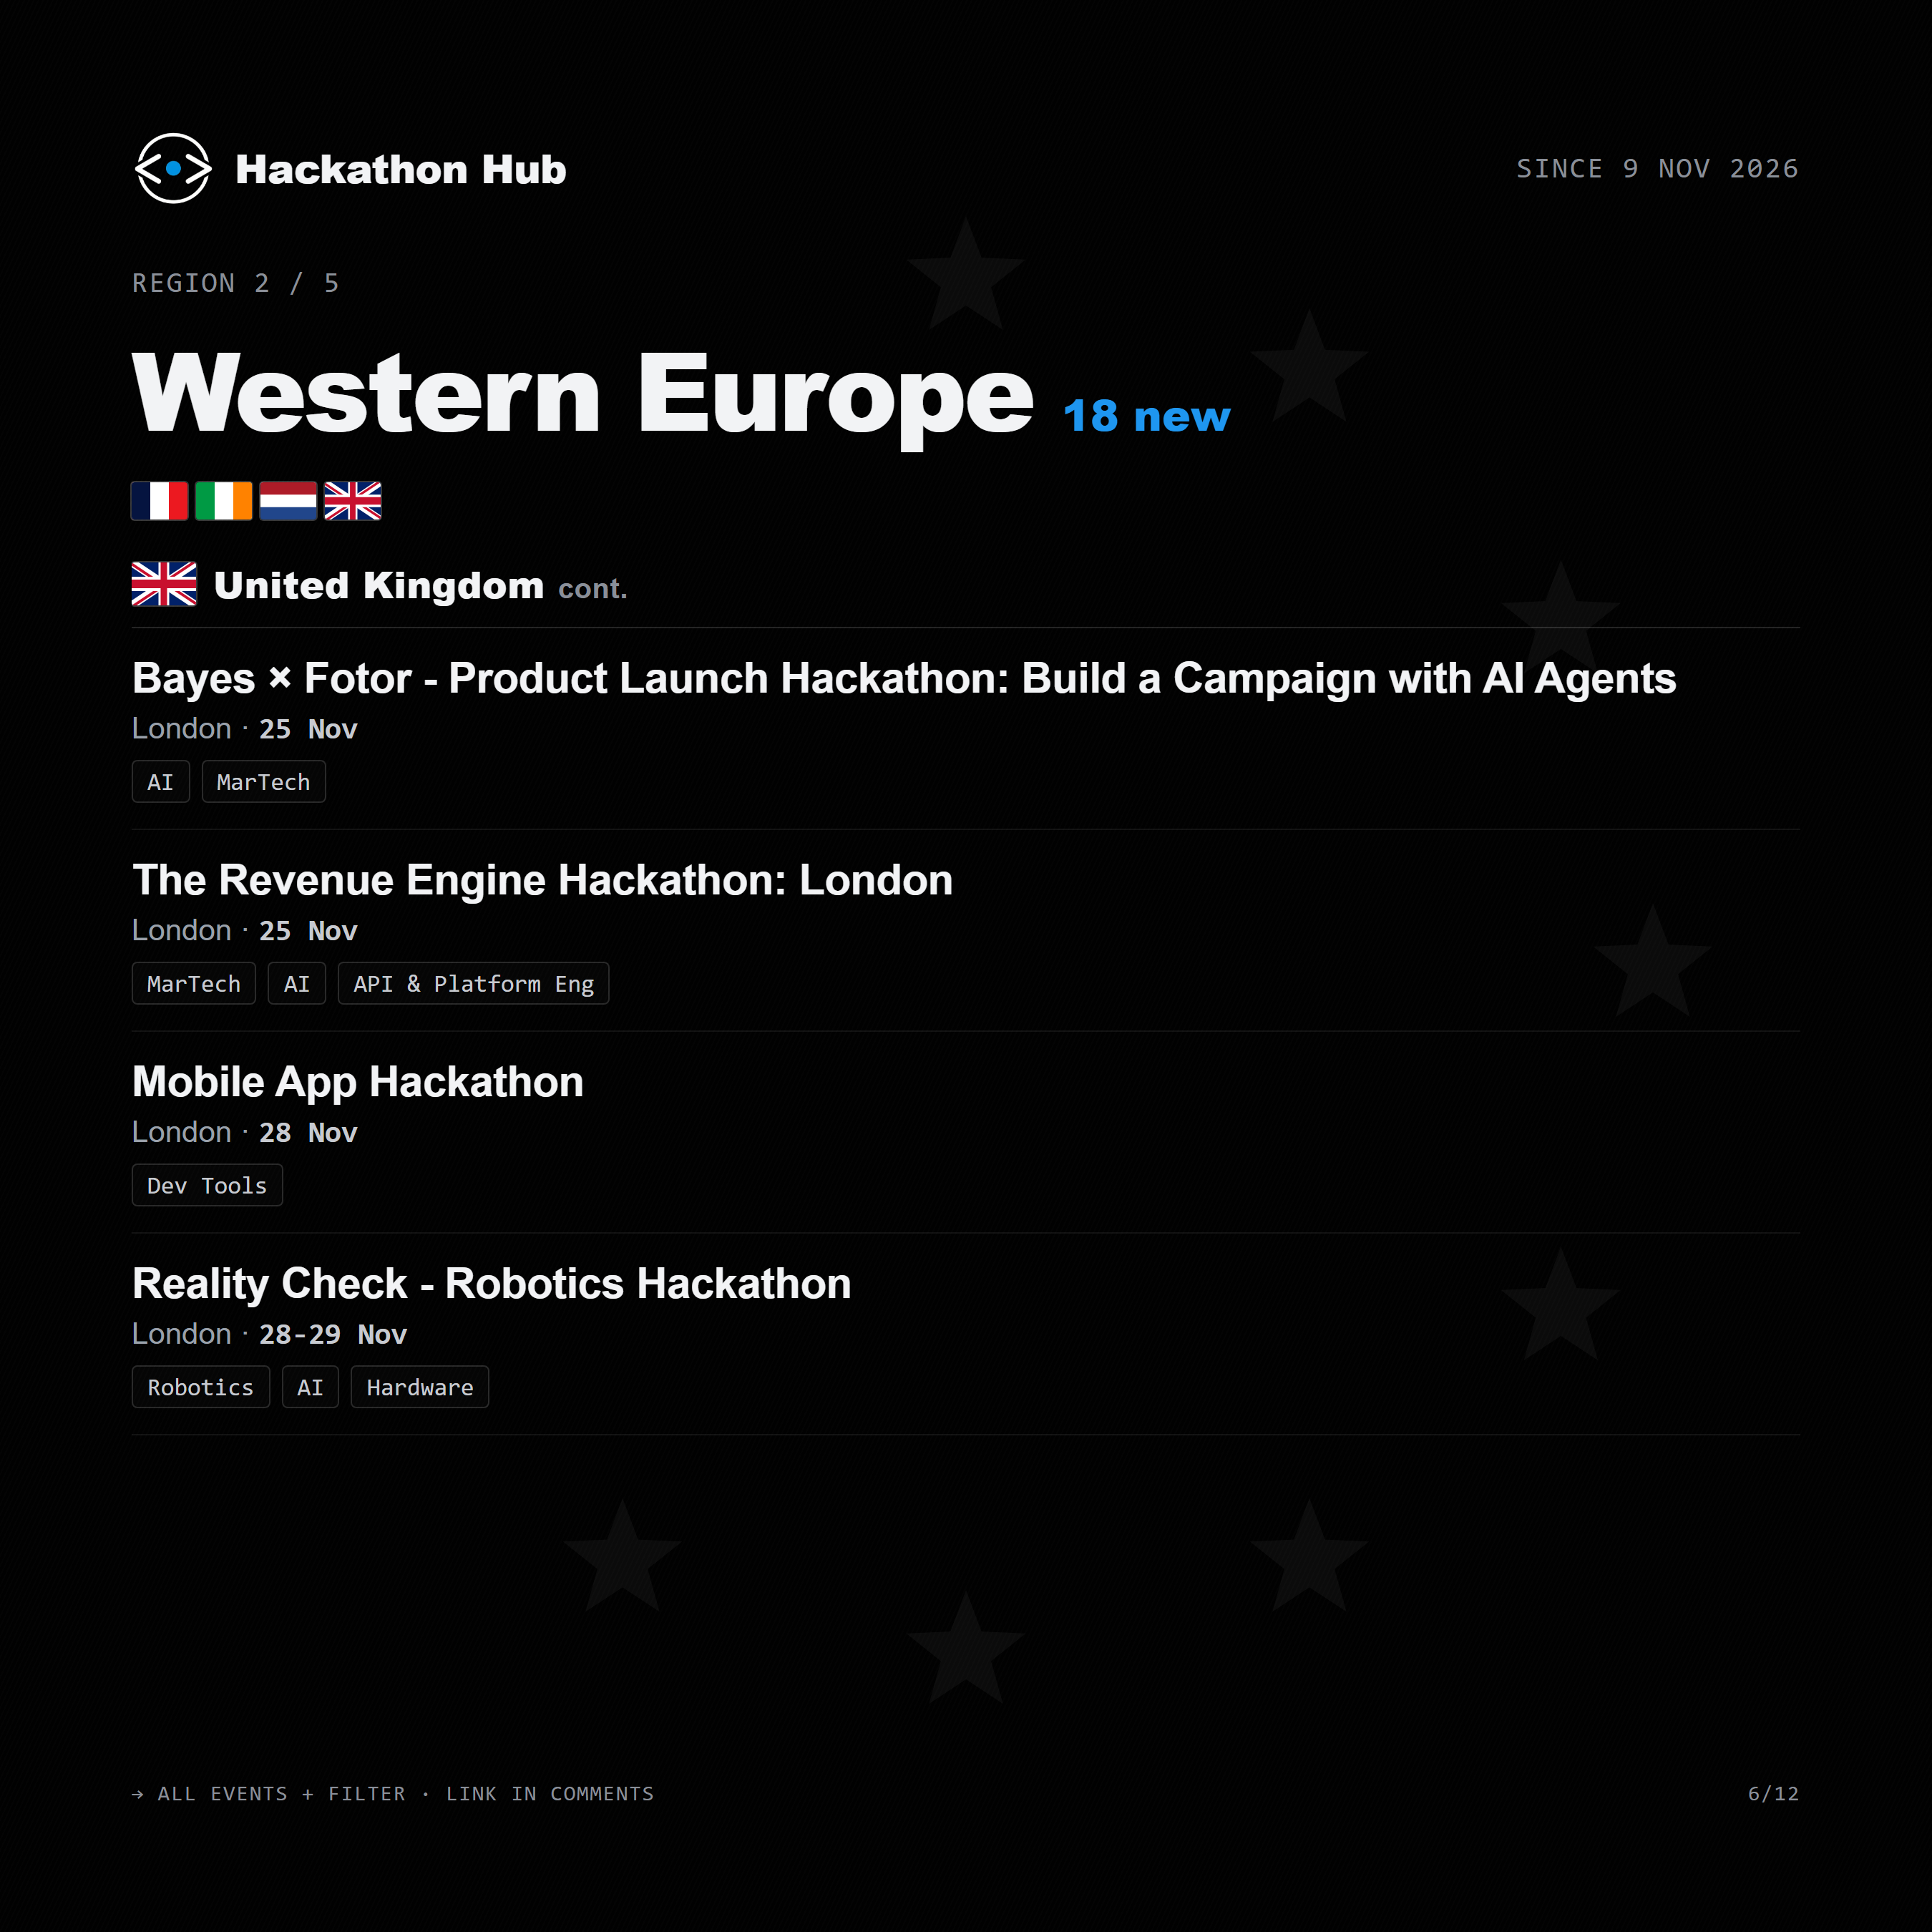 Hackathon Hub
SINCE 9 NOV 2026
REGION 2 / 5
Western Europe 18 new
United Kingdom cont.
Bayes × Fotor - Product Launch Hackathon: Build a Campaign with AI Agents
London · 25 Nov
AI MarTech
The Revenue Engine Hackathon: London
London · 25 Nov
MarTech AI API & Platform Eng
Mobile App Hackathon
London · 28 Nov
Dev Tools
Reality Check - Robotics Hackathon
London · 28-29 Nov
Robotics AI Hardware
→ ALL EVENTS + FILTER · LINK IN COMMENTS
6/12